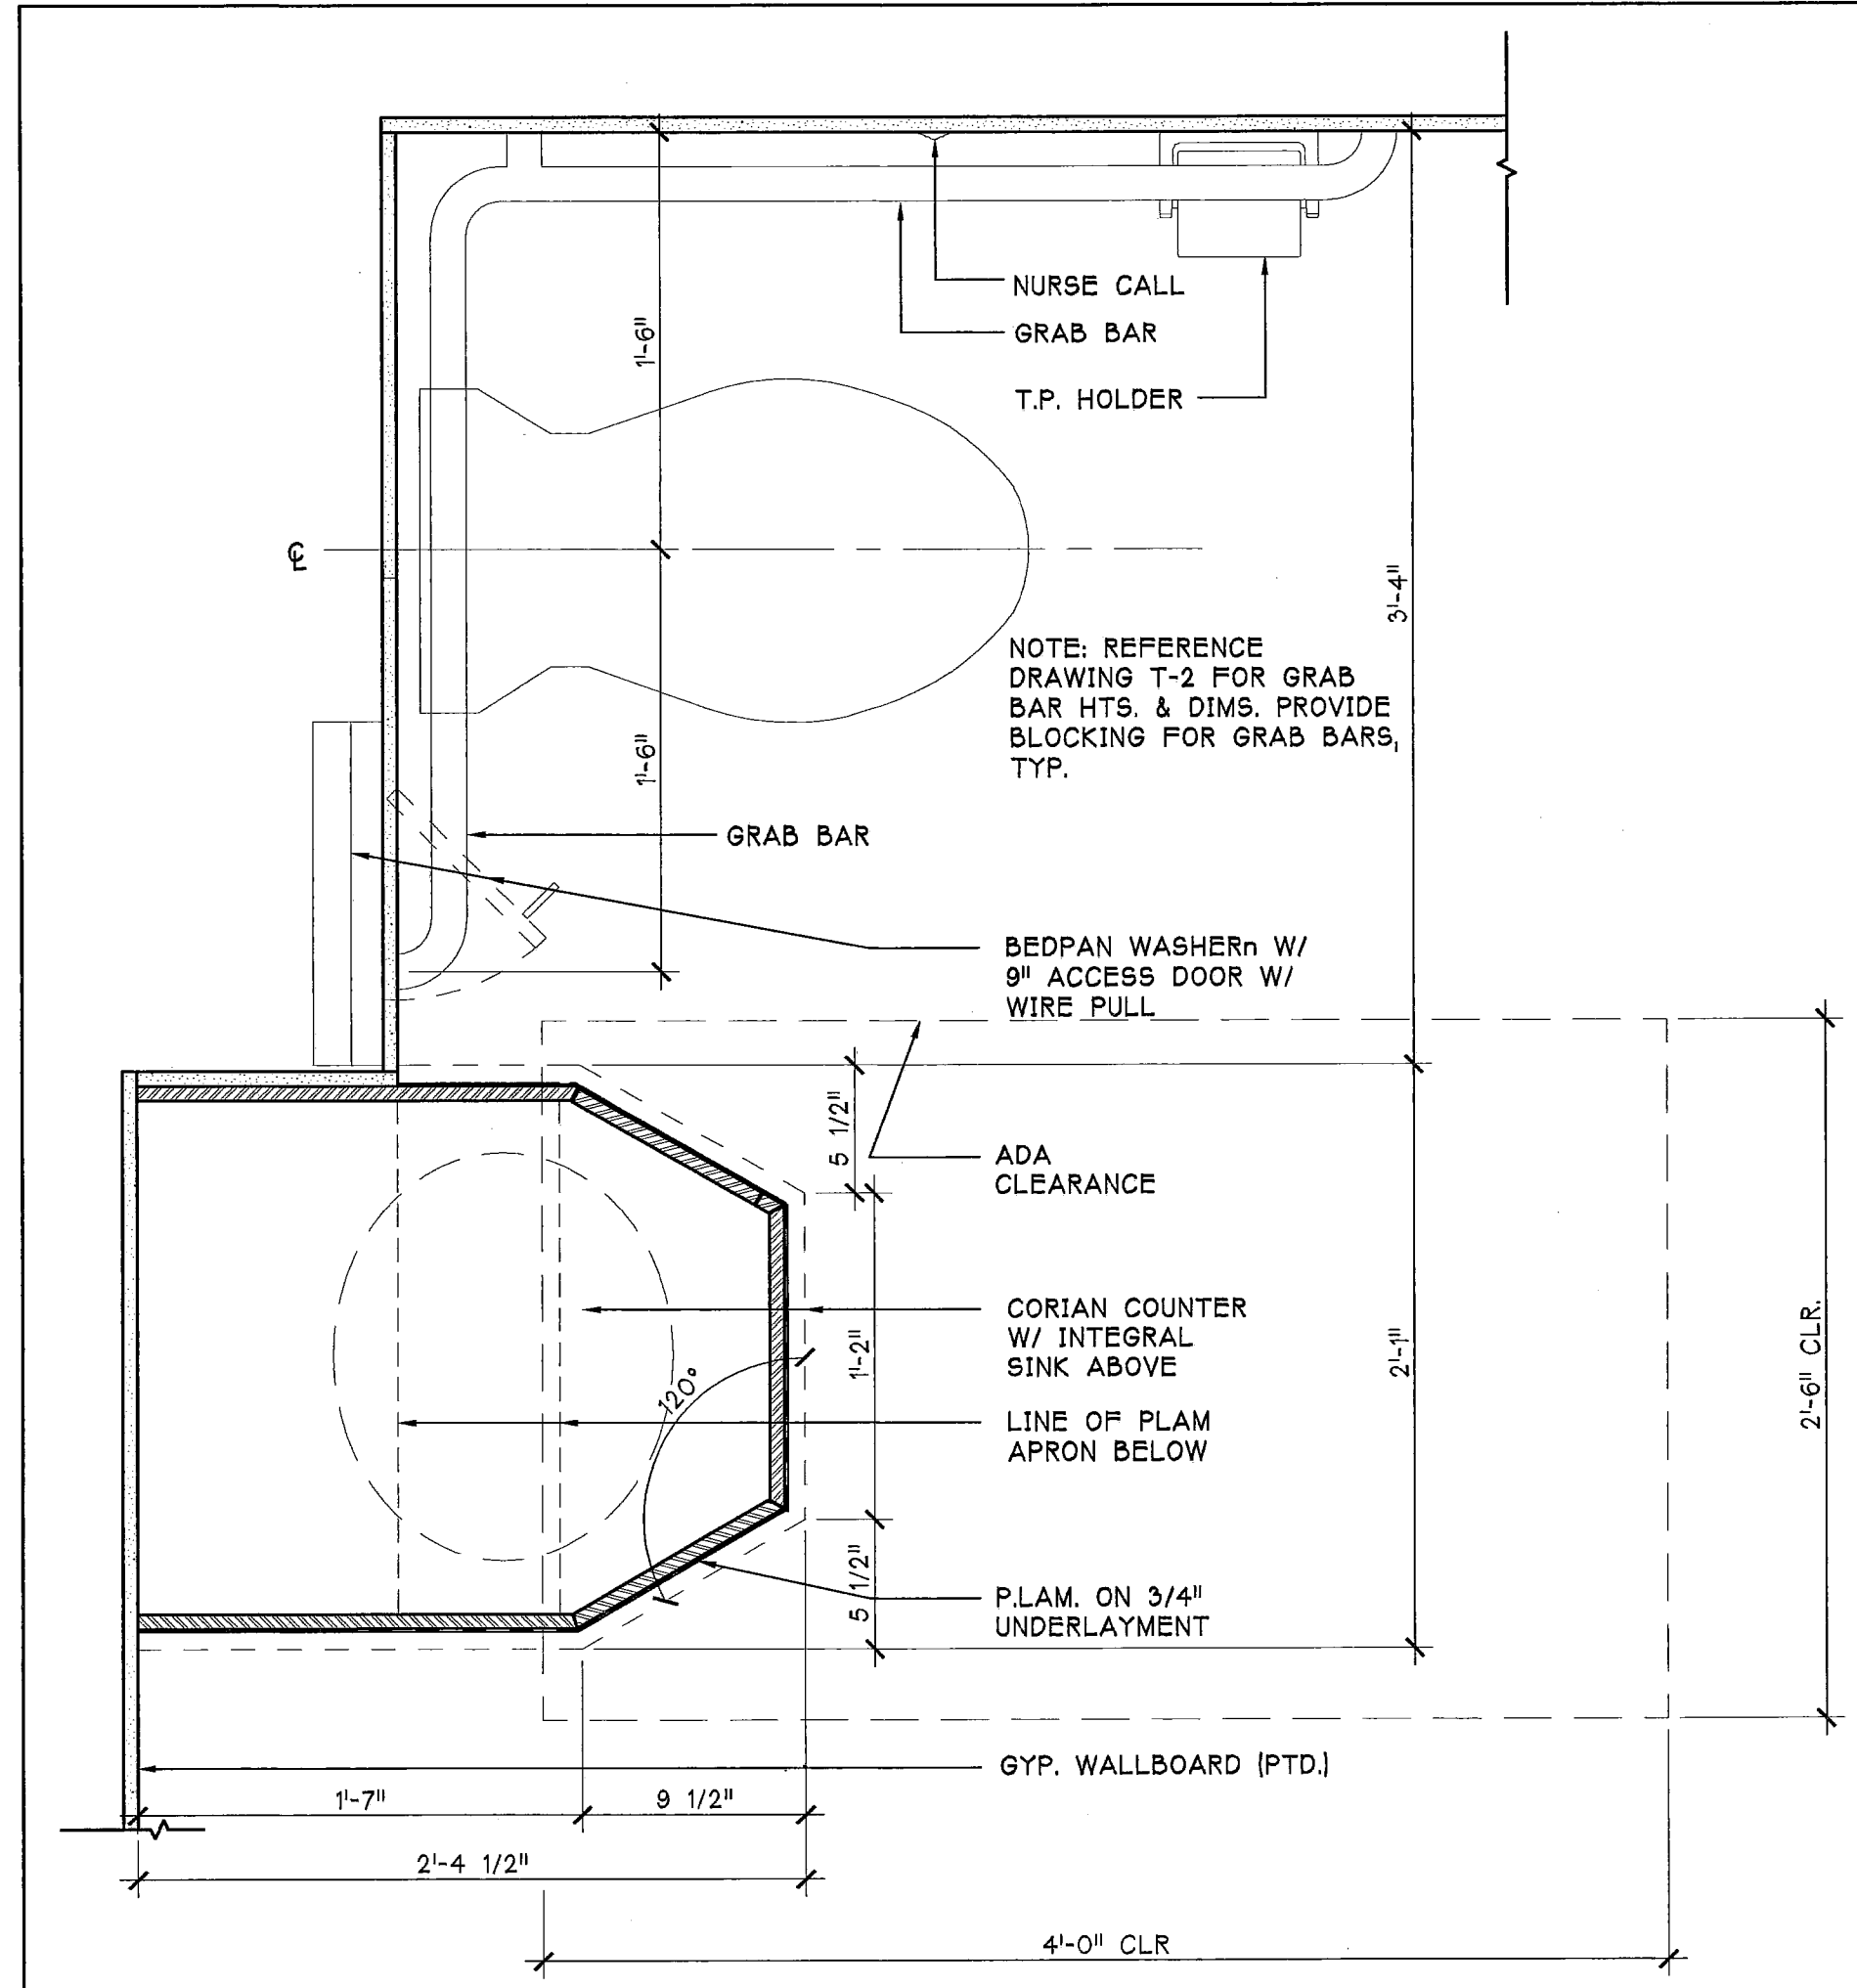 NURSE CALL
GRAB BAR
T.P. HOLDER
1'-6"
℄
3'-4"
NOTE: REFERENCE
DRAWING T-2 FOR GRAB
BAR HTS. & DIMS. PROVIDE
BLOCKING FOR GRAB BARS,
TYP.
1'-6"
GRAB BAR
BEDPAN WASHERn W/
9" ACCESS DOOR W/
WIRE PULL
5 1/2"
ADA
CLEARANCE
CORIAN COUNTER
W/ INTEGRAL
SINK ABOVE
1'-2"
2'-1"
2'-6" CLR.
120°
LINE OF PLAM
APRON BELOW
5 1/2"
P.LAM. ON 3/4"
UNDERLAYMENT
GYP. WALLBOARD (PTD.)
1'-7"
9 1/2"
2'-4 1/2"
4'-0" CLR